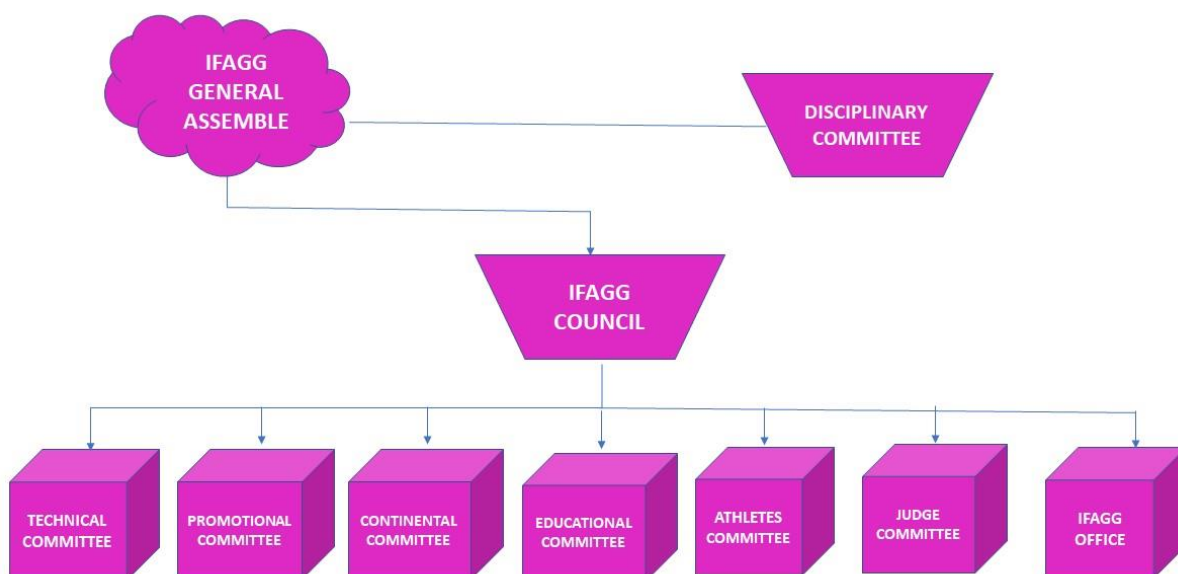 IFAGG
GENERAL
ASSEMBLE
DISCIPLINARY
COMMITTEE
IFAGG
COUNCIL
TECHNICAL
COMMITTEE
PROMOTIONAL
COMMITTEE
CONTINENTAL
COMMITTEE
EDUCATIONAL
COMMITTEE
ATHLETES
COMMITTEE
JUDGE
COMMITTEE
IFAGG
OFFICE